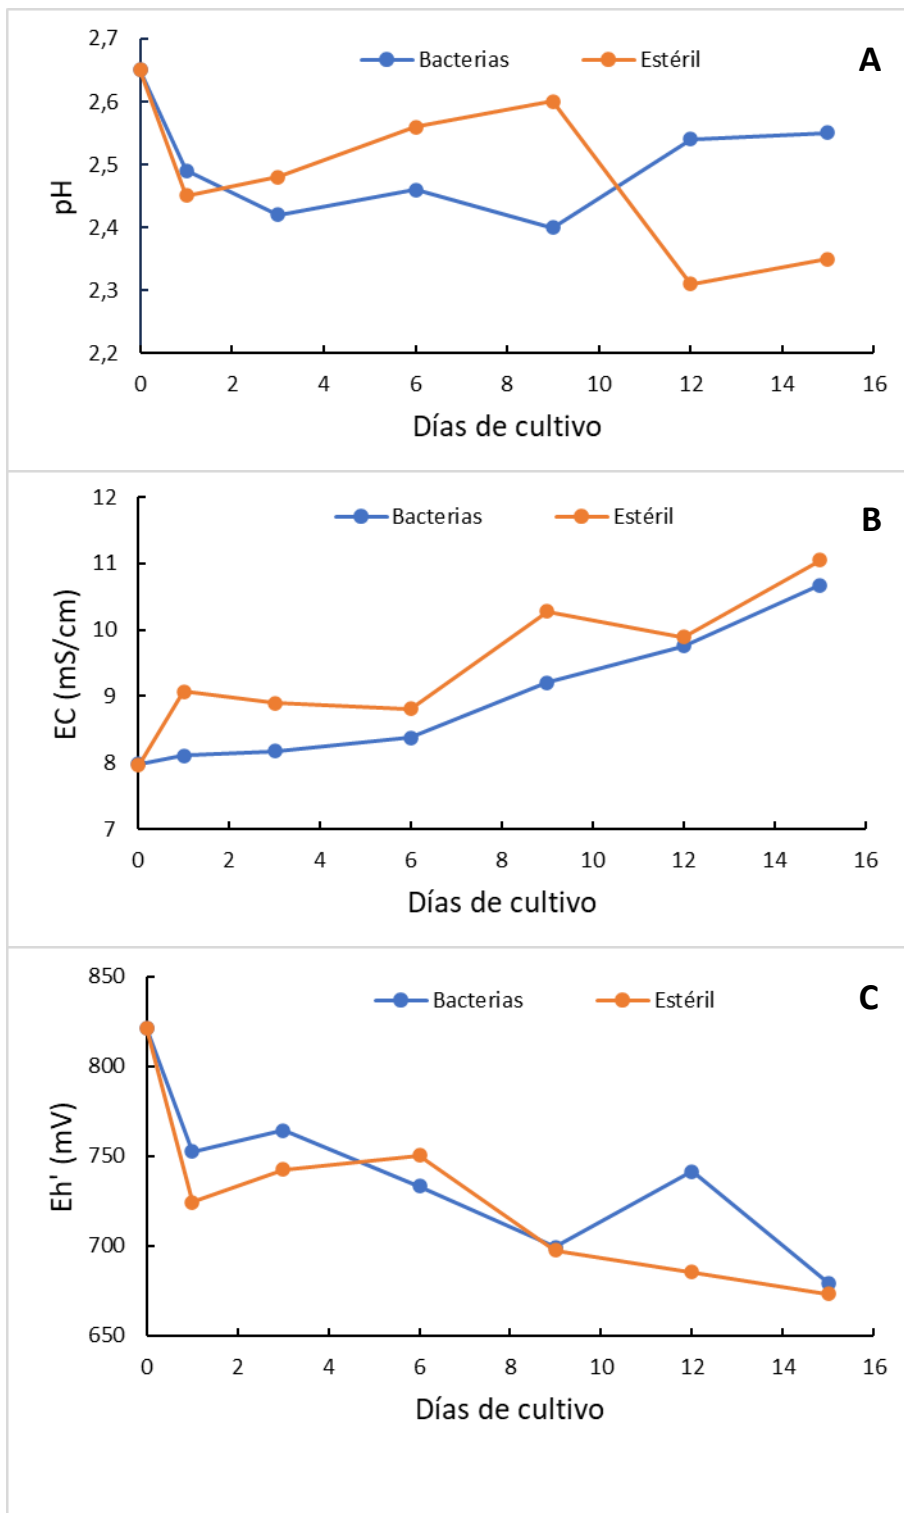 2,7
Bacterias
Estéril
A
2,6
2,5
pH
2,4
2,3
2,2
0 2 4 6 8 10 12 14 16
Días de cultivo
12
Bacterias
Estéril
B
11
10
EC (mS/cm)
9
8
7
0 2 4 6 8 10 12 14 16
Días de cultivo
850
Bacterias
Estéril
C
800
750
Eh' (mV)
700
650
0 2 4 6 8 10 12 14 16
Días de cultivo